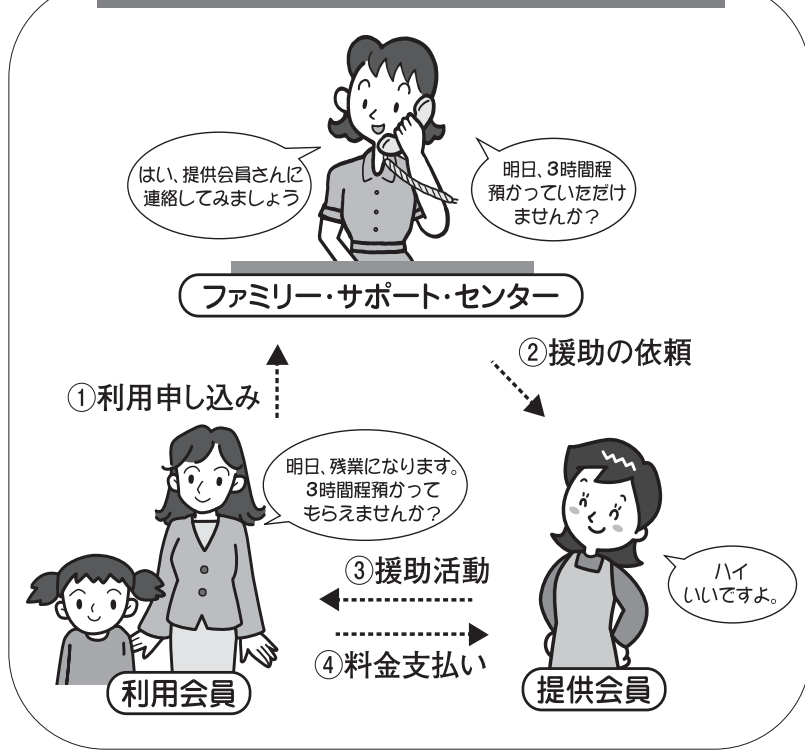 はい、提供会員さんに
連絡してみましょう
明日、3時間程
預かっていただけ
ませんか?
ファミリー・サポート・センター
②援助の依頼
①利用申し込み
明日、残業になります。
3時間程預かって
もらえませんか?
③援助活動
ハイ
いいですよ。
④料金支払い
利用会員
提供会員